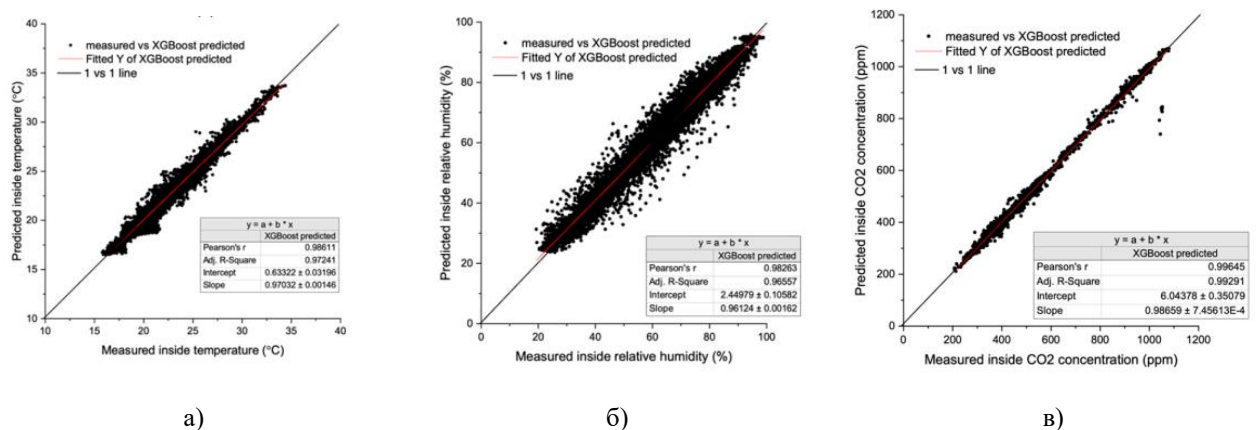 40
35
30
25
20
15
10
Predicted inside temperature (°C)
measured vs XGBoost predicted
Fitted Y of XGBoost predicted
1 vs 1 line
y = a + b * x
XGBoost predicted
Pearson's r 0.98611
Adj. R-Square 0.97241
Intercept 0.63322 ± 0.03196
Slope 0.97032 ± 0.00146
10 15 20 25 30 35 40
Measured inside temperature (°C)
а)
100
80
60
40
20
0
Predicted inside relative humidity (%)
measured vs XGBoost predicted
Fitted Y of XGBoost predicted
1 vs 1 line
y = a + b * x
XGBoost predicted
Pearson's r 0.98263
Adj. R-Square 0.96557
Intercept 2.44979 ± 0.10582
Slope 0.96124 ± 0.00162
0 20 40 60 80 100
Measured inside relative humidity (%)
б)
1200
1000
800
600
400
200
0
Predicted inside CO2 concentration (ppm)
measured vs XGBoost predicted
Fitted Y of XGBoost predicted
1 vs 1 line
y = a + b * x
XGBoost predicted
Pearson's r 0.99645
Adj. R-Square 0.99291
Intercept 6.04378 ± 0.35079
Slope 0.98659 ± 7.45613E-4
0 200 400 600 800 1000 1200
Measured inside CO2 concentration (ppm)
в)